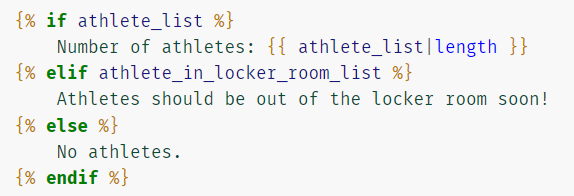 {% if athlete_list %}
    Number of athletes: {{ athlete_list|length }}
{% elif athlete_in_locker_room_list %}
    Athletes should be out of the locker room soon!
{% else %}
    No athletes.
{% endif %}